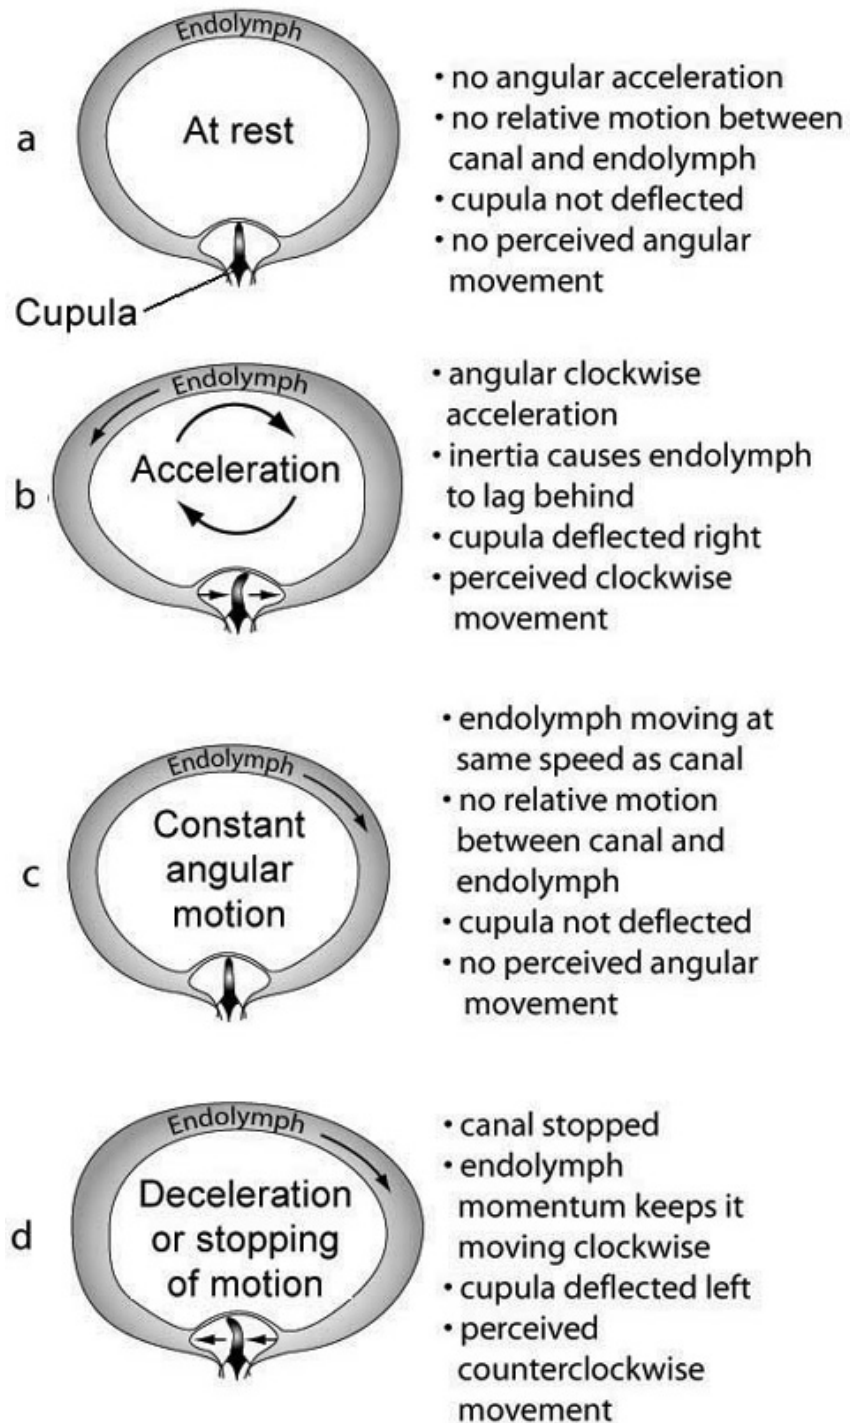 Endolymph
a
At rest
Cupula
• no angular acceleration
• no relative motion between
canal and endolymph
• cupula not deflected
• no perceived angular
movement
Endolymph
b
Acceleration
• angular clockwise
acceleration
• inertia causes endolymph
to lag behind
• cupula deflected right
• perceived clockwise
movement
Endolymph
c
Constant
angular
motion
• endolymph moving at
same speed as canal
• no relative motion
between canal and
endolymph
• cupula not deflected
• no perceived angular
movement
Endolymph
d
Deceleration
or stopping
of motion
• canal stopped
• endolymph
momentum keeps it
moving clockwise
• cupula deflected left
• perceived
counterclockwise
movement